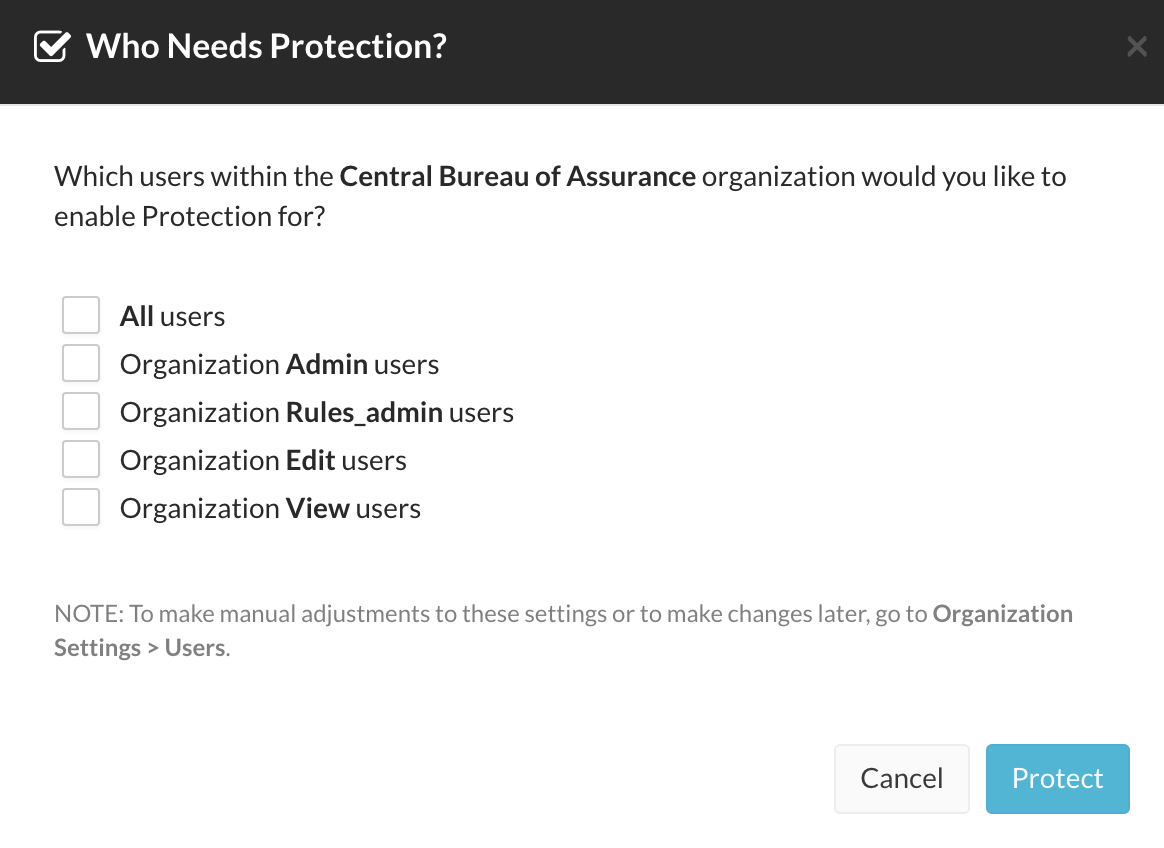 Who Needs Protection?
Which users within the Central Bureau of Assurance organization would you like to
enable Protection for?
All users
Organization Admin users
Organization Rules_admin users
Organization Edit users
Organization View users
NOTE: To make manual adjustments to these settings or to make changes later, go to Organization
Settings > Users.
Cancel Protect